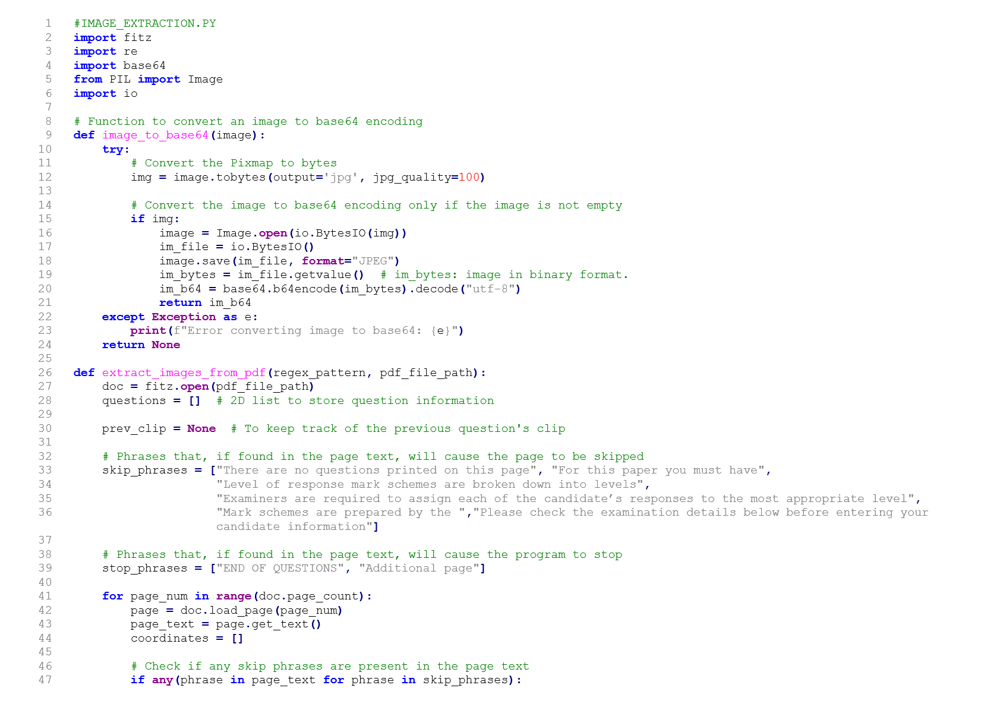 1 #IMAGE_EXTRACTION.PY
2 import fitz
3 import re
4 import base64
5 from PIL import Image
6 import io
7
8 # Function to convert an image to base64 encoding
9 def image_to_base64(image):
10     try:
11         # Convert the Pixmap to bytes
12         img = image.tobytes(output='jpg', jpg_quality=100)
13
14         # Convert the image to base64 encoding only if the image is not empty
15         if img:
16             image = Image.open(io.BytesIO(img))
17             im_file = io.BytesIO()
18             image.save(im_file, format="JPEG")
19             im_bytes = im_file.getvalue()  # im_bytes: image in binary format.
20             im_b64 = base64.b64encode(im_bytes).decode("utf-8")
21             return im_b64
22     except Exception as e:
23         print(f"Error converting image to base64: {e}")
24     return None
25
26 def extract_images_from_pdf(regex_pattern, pdf_file_path):
27     doc = fitz.open(pdf_file_path)
28     questions = []  # 2D list to store question information
29
30     prev_clip = None  # To keep track of the previous question's clip
31
32     # Phrases that, if found in the page text, will cause the page to be skipped
33     skip_phrases = ["There are no questions printed on this page", "For this paper you must have",
34                     "Level of response mark schemes are broken down into levels",
35                     "Examiners are required to assign each of the candidate’s responses to the most appropriate level",
36                     "Mark schemes are prepared by the ","Please check the examination details below before entering your
                    candidate information"]
37
38     # Phrases that, if found in the page text, will cause the program to stop
39     stop_phrases = ["END OF QUESTIONS", "Additional page"]
40
41     for page_num in range(doc.page_count):
42         page = doc.load_page(page_num)
43         page_text = page.get_text()
44         coordinates = []
45
46         # Check if any skip phrases are present in the page text
47         if any(phrase in page_text for phrase in skip_phrases):